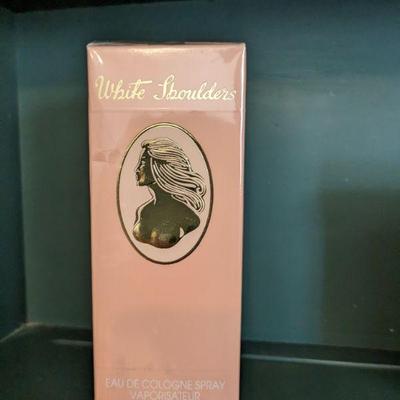 White Shoulders
EAU DE COLOGNE SPRAY
VAPORISATEUR